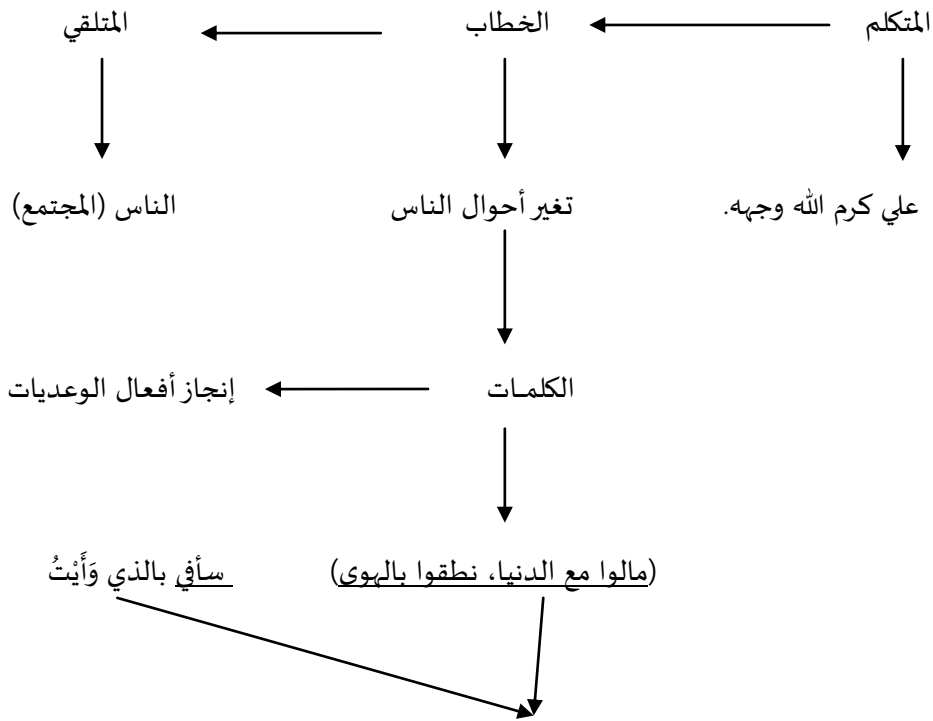 المتكلم الخطاب المتلقي
علي كرم الله وجهه. تغير أحوال الناس الناس (المجتمع)
الكلمـات إنجاز أفعال الوعديات
(مالوا مع الدنيا، نطقوا بالهوى) سأفي بالذي وَأَيْتُ